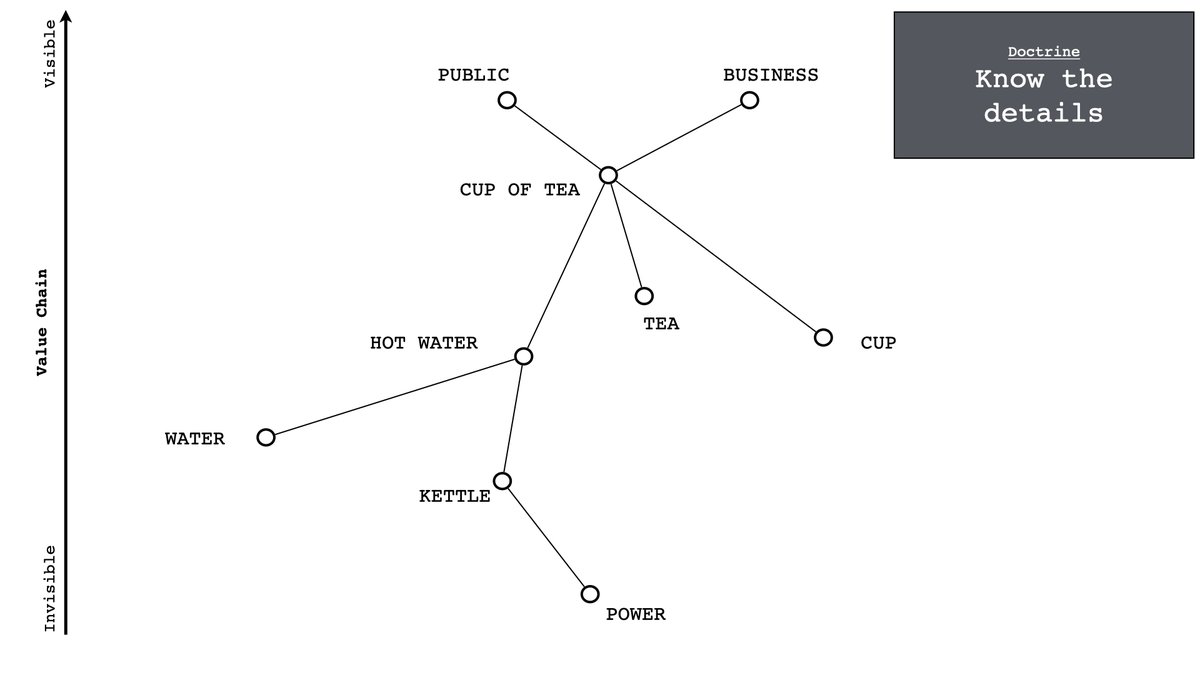 Visible
Value Chain
Invisible
PUBLIC
BUSINESS
CUP OF TEA
TEA
CUP
HOT WATER
WATER
KETTLE
POWER
Doctrine
Know the
details